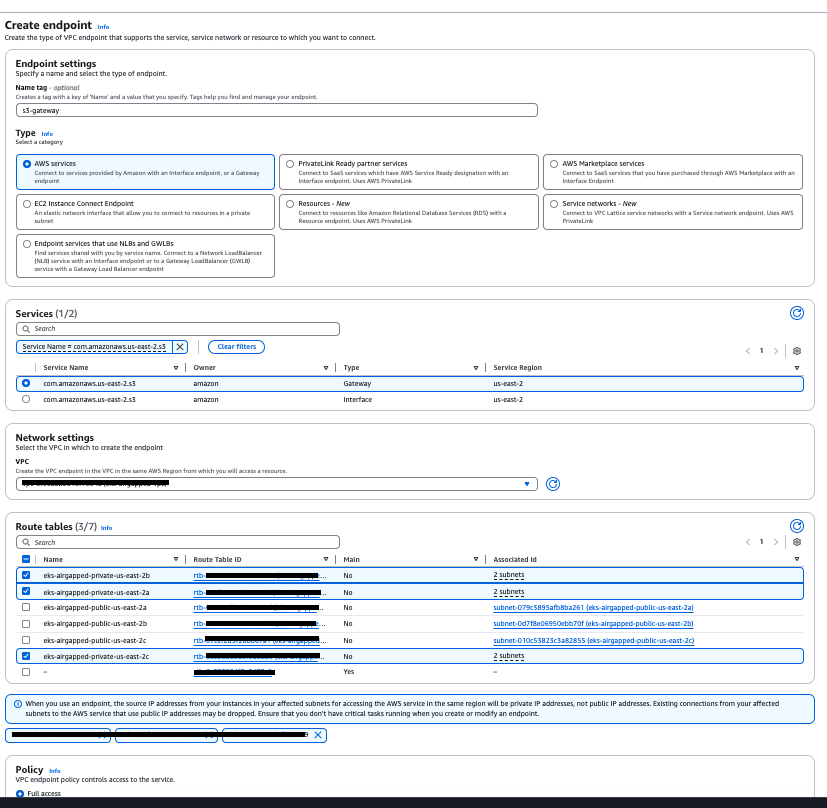 Create endpoint Info
Create the type of VPC endpoint that supports the service, service network or resource to which you want to connect.
Endpoint settings
Specify a name and select the type of endpoint.
Name tag - optional
Creates a tag with a key of 'Name' and a value that you specify. Tags help you find and manage your endpoint.
s3-gateway
Type Info
Select a category
AWS services
Connect to services provided by Amazon with an Interface endpoint, or a Gateway
endpoint
PrivateLink Ready partner services
Connect to SaaS services which have AWS Service Ready designation with an
Interface endpoint. Uses AWS PrivateLink
AWS Marketplace services
Connect to SaaS services that you have purchased through AWS Marketplace with an
Interface Endpoint
EC2 Instance Connect Endpoint
An elastic network interface that allow you to connect to resources in a private
subnet
Resources - New
Connect to resources like Amazon Relational Database Services (RDS) with a
Resource endpoint. Uses AWS PrivateLink
Service networks - New
Connect to VPC Lattice service networks with a Service network endpoint. Uses AWS
PrivateLink
Endpoint services that use NLBs and GWLBs
Find services shared with you by service name. Connect to a Network LoadBalancer
(NLB) service with an Interface endpoint or to a Gateway LoadBalancer (GWLB)
service with a Gateway Load Balancer endpoint
Services (1/2)
Search
Service Name = com.amazonaws.us-east-2.s3 Clear filters
1
Service Name Owner Type Service Region
com.amazonaws.us-east-2.s3 amazon Gateway us-east-2
com.amazonaws.us-east-2.s3 amazon Interface us-east-2
Network settings
Select the VPC in which to create the endpoint
VPC
Create the VPC endpoint in the VPC in the same AWS Region from which you will access a resource.
Route tables (3/7) Info
Search
1
Name Route Table ID Main Associated Id
eks-airgapped-private-us-east-2b rtb- No 2 subnets
eks-airgapped-private-us-east-2a rtb- No 2 subnets
eks-airgapped-public-us-east-2a rtb- No subnet-079c3895afb8ba261 (eks-airgapped-public-us-east-2a)
eks-airgapped-public-us-east-2b rtb- No subnet-0d7f8e06950ebb70f (eks-airgapped-public-us-east-2b)
eks-airgapped-public-us-east-2c rtb- No subnet-010c53823c3a82855 (eks-airgapped-public-us-east-2c)
eks-airgapped-private-us-east-2c rtb- No 2 subnets
– Yes –
When you use an endpoint, the source IP addresses from your instances in your affected subnets for accessing the AWS service in the same region will be private IP addresses, not public IP addresses. Existing connections from your affected
subnets to the AWS service that use public IP addresses may be dropped. Ensure that you don't have critical tasks running when you create or modify an endpoint.
Policy Info
VPC endpoint policy controls access to the service.
Full access